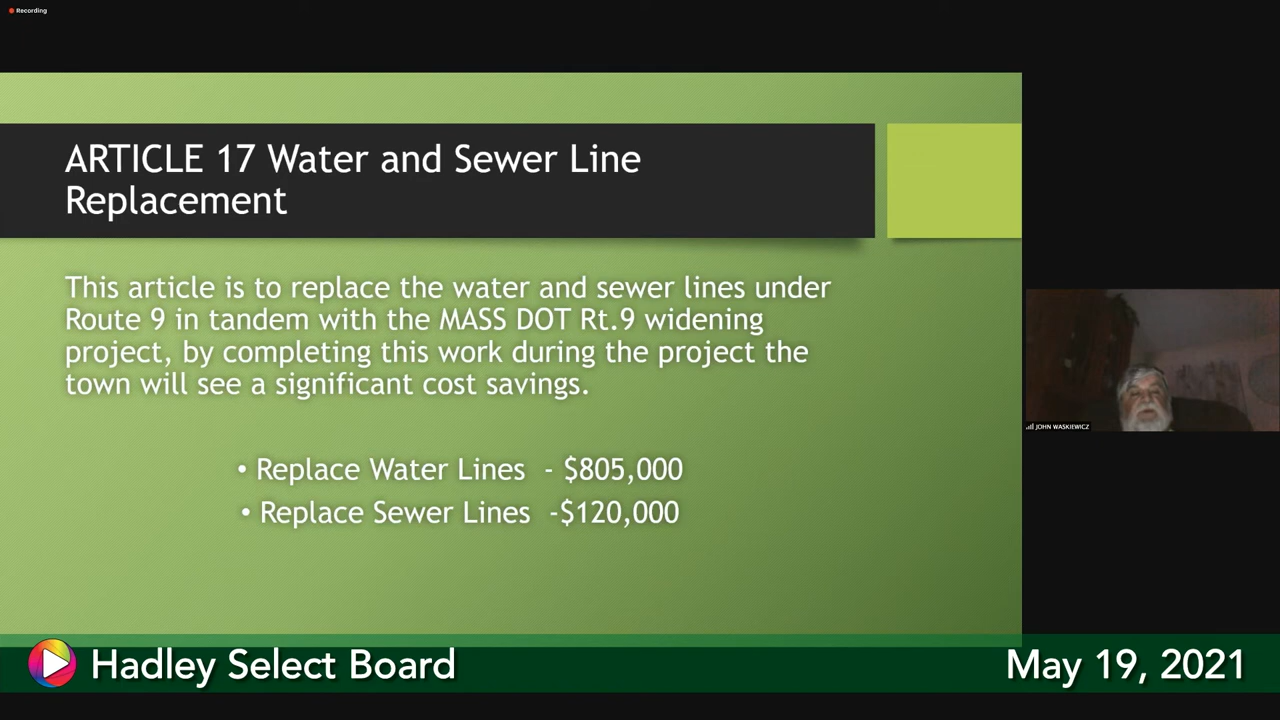 Recording
ARTICLE 17 Water and Sewer Line
Replacement
This article is to replace the water and sewer lines under
Route 9 in tandem with the MASS DOT Rt.9 widening
project, by completing this work during the project the
town will see a significant cost savings.
• Replace Water Lines - $805,000
• Replace Sewer Lines -$120,000
JOHN WASKIEWICZ
Hadley Select Board
May 19, 2021